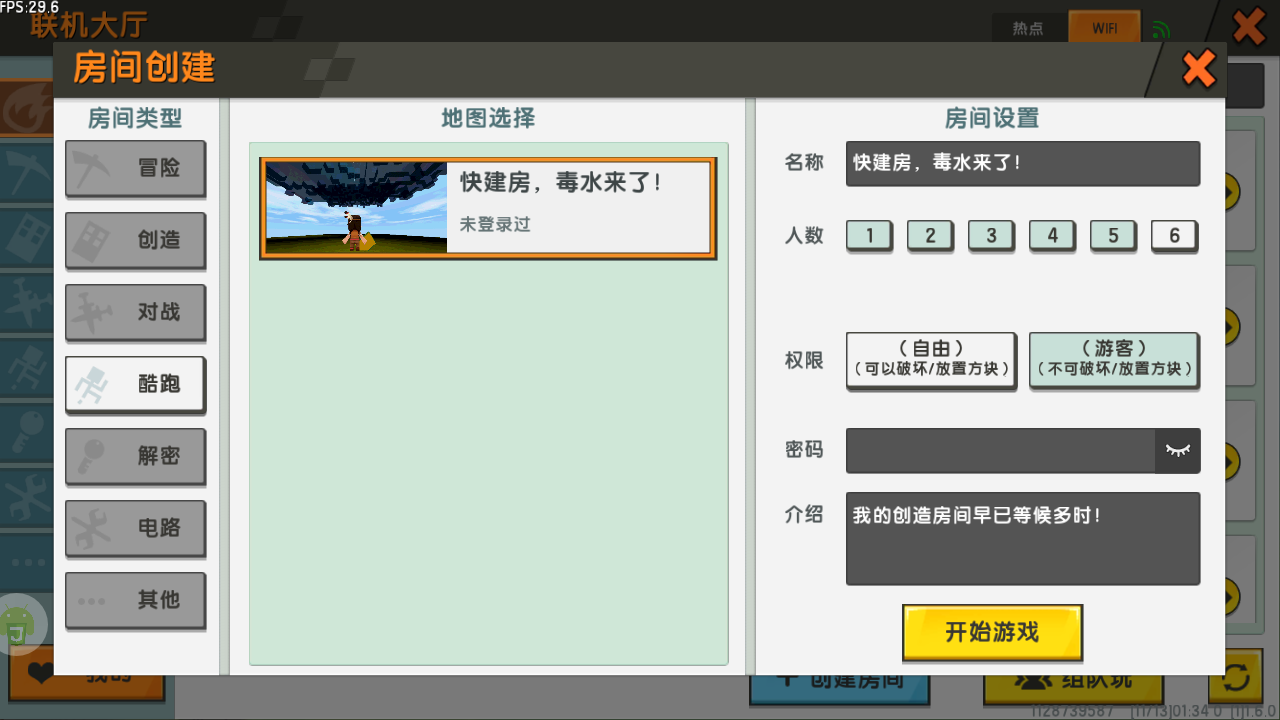 FPS:29.6
联机大厅
热点
WIFI
房间创建
房间类型
冒险
创造
对战
酷跑
解密
电路
其他
地图选择
快建房，毒水来了！
未登录过
房间设置
名称
快建房，毒水来了！
人数
1
2
3
4
5
6
权限
（自由）
（可以破坏/放置方块）
（游客）
（不可破坏/放置方块）
密码
介绍
我的创造房间早已等候多时！
开始游戏
我的
创建房间
组队玩